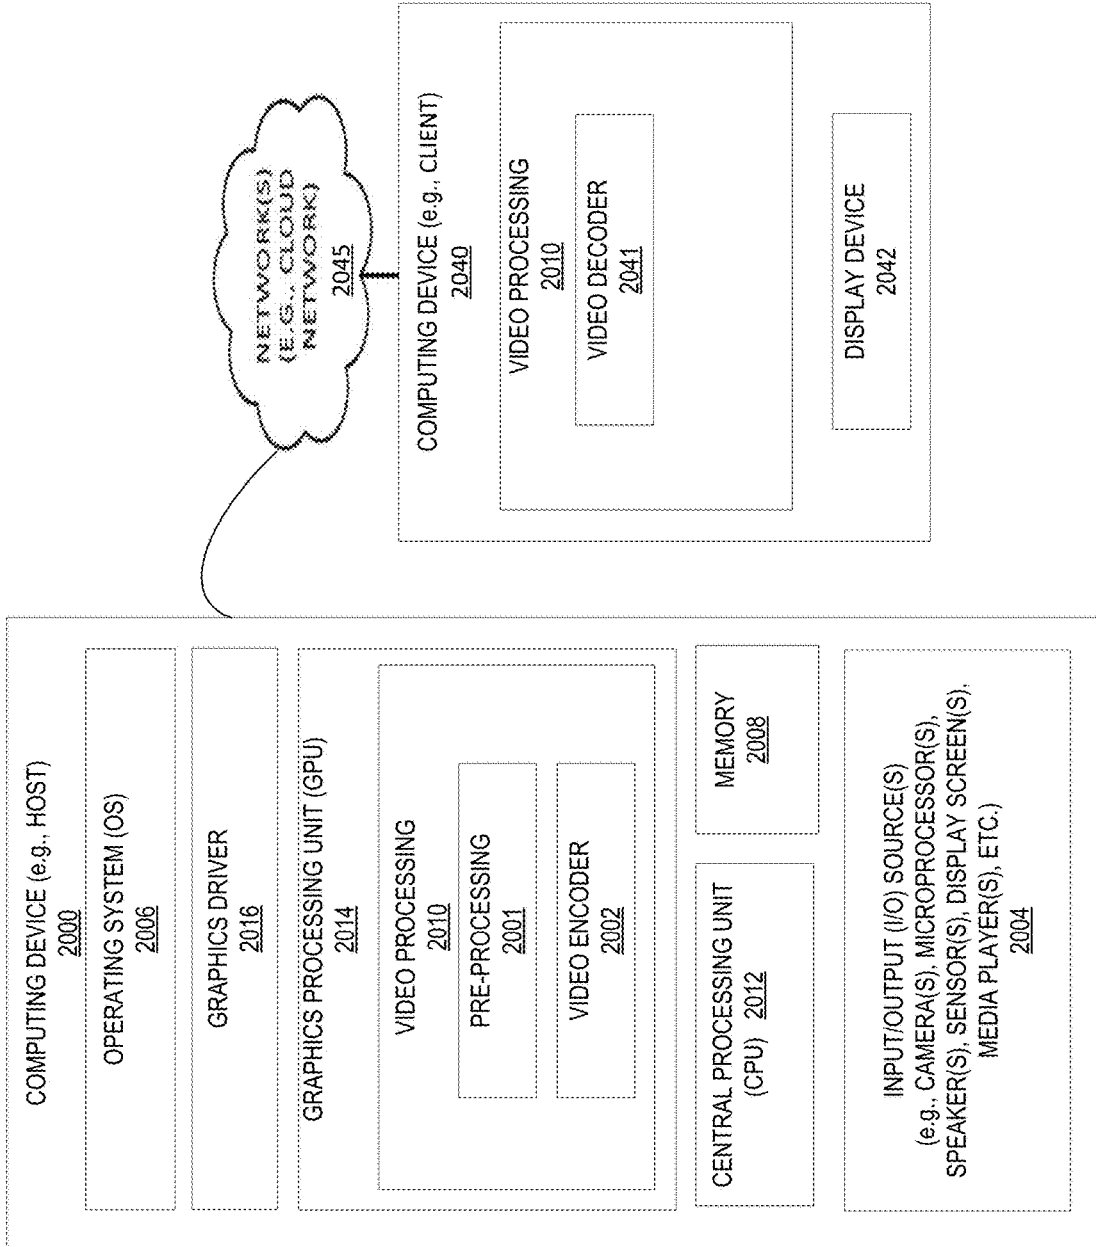 COMPUTING DEVICE (e.g., HOST)
2000
OPERATING SYSTEM (OS)
2006
GRAPHICS DRIVER
2016
GRAPHICS PROCESSING UNIT (GPU)
2014
VIDEO PROCESSING
2010
PRE-PROCESSING
2001
VIDEO ENCODER
2002
CENTRAL PROCESSING UNIT
(CPU) 2012
MEMORY
2008
INPUT/OUTPUT (I/O) SOURCE(S)
(e.g., CAMERA(S), MICROPROCESSOR(S),
SPEAKER(S), SENSOR(S), DISPLAY SCREEN(S),
MEDIA PLAYER(S), ETC.)
2004
NETWORK(S)
(E.G., CLOUD
NETWORK)
2045
COMPUTING DEVICE (e.g., CLIENT)
2040
VIDEO PROCESSING
2010
VIDEO DECODER
2041
DISPLAY DEVICE
2042